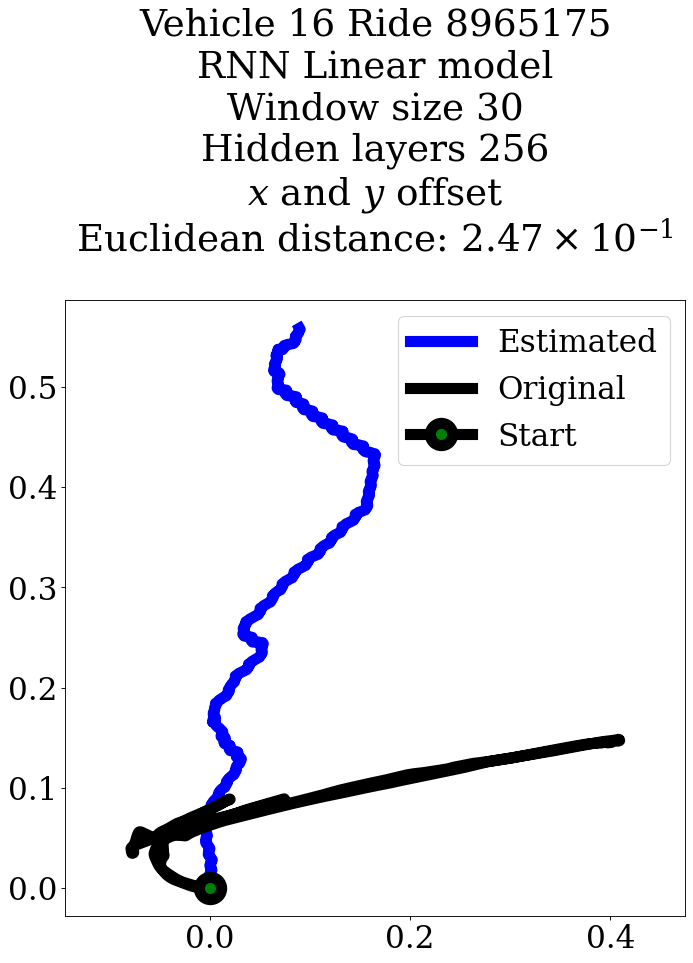 Vehicle 16 Ride 8965175
RNN Linear model
Window size 30
Hidden layers 256
x and y offset
Euclidean distance: 2.47 × 10⁻¹
Estimated
Original
Start
0.5
0.4
0.3
0.2
0.1
0.0
0.0 0.2 0.4